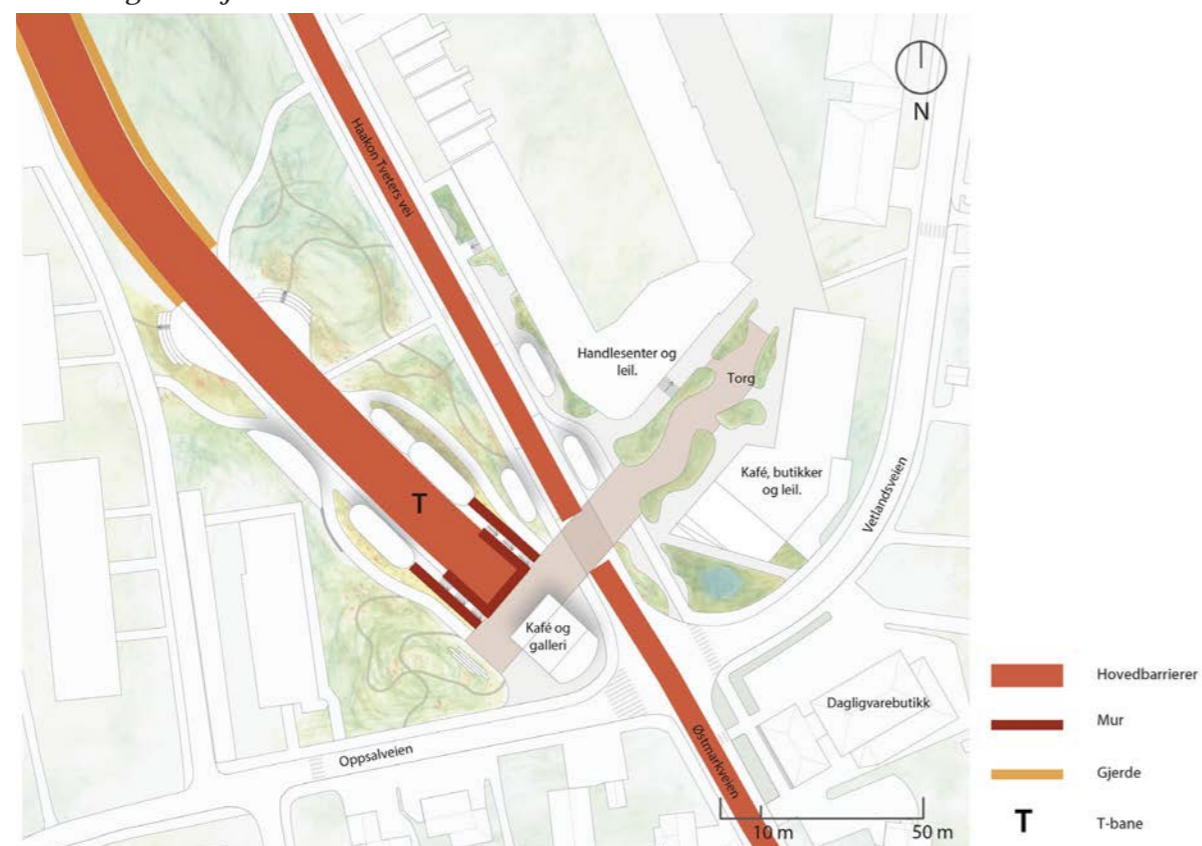 N
Haakon Tveters vei
Handlesenter og
leil.
Torg
T
Kafé, butikker
og leil.
Vetlandsveien
Kafé og
galleri
Dagligvarebutikk
Oppsalveien
Østmarkveien
10 m
50 m
Hovedbarrierer
Mur
Gjerde
T
T-bane